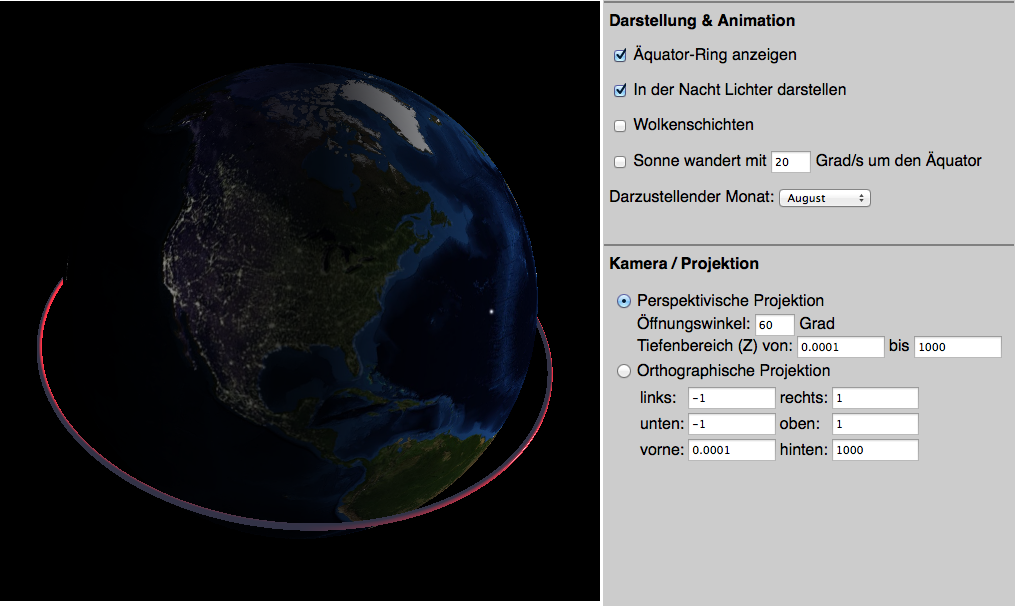 Darstellung & Animation
Äquator-Ring anzeigen
In der Nacht Lichter darstellen
Wolkenschichten
Sonne wandert mit 20 Grad/s um den Äquator
Darzustellender Monat: August
Kamera / Projektion
Perspektivische Projektion
Öffnungswinkel: 60 Grad
Tiefenbereich (Z) von: 0.0001 bis 1000
Orthographische Projektion
links: -1 rechts: 1
unten: -1 oben: 1
vorne: 0.0001 hinten: 1000